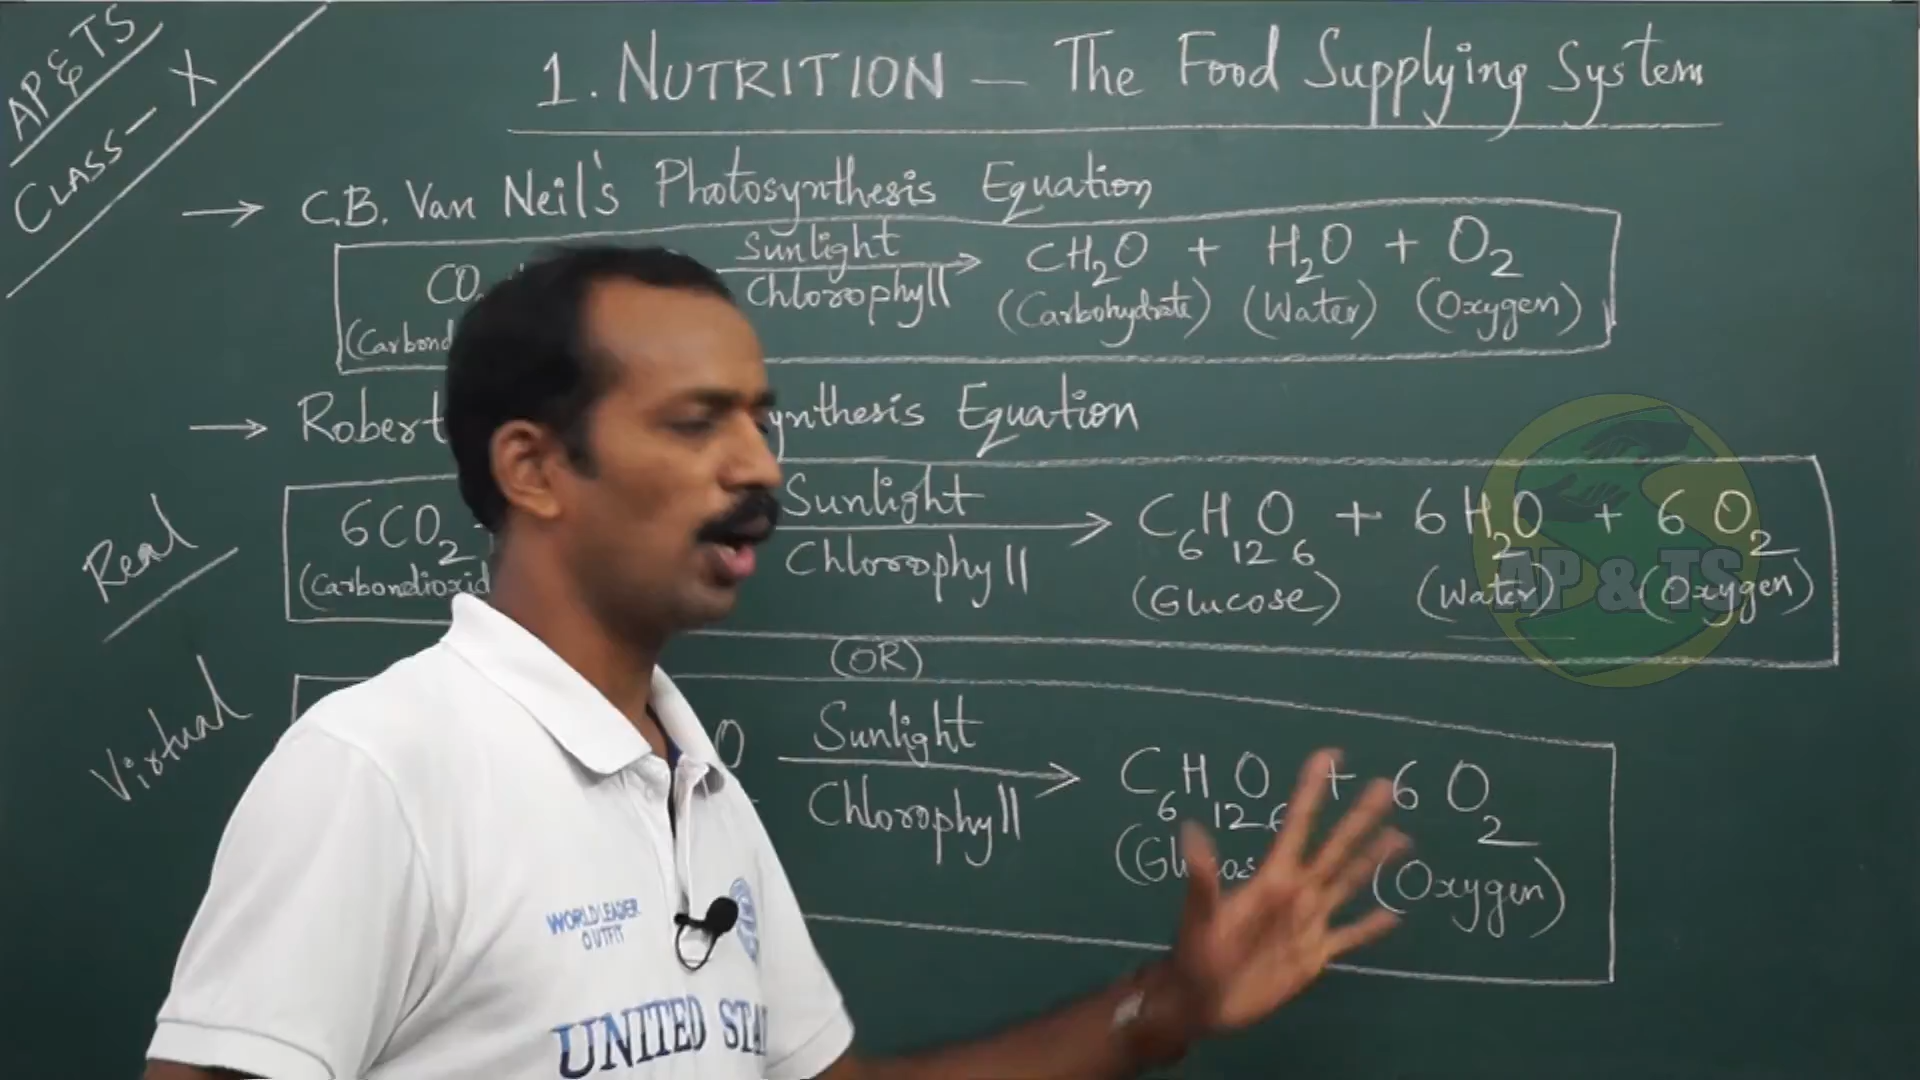 AP & TS
CLASS - X
1. NUTRITION — The Food Supplying System
→ C.B. Van Neil's Photosynthesis Equation
CO Sunlight → CH2O + H2O + O2
Chlorophyll
(Carbohydrate) (Water) (Oxygen)
→ Robert Equation
Real
6CO2 Sunlight → C6H12O6 + 6H2O + 6O2
Chlorophyll
(Glucose) (Water) (Oxygen)
AP & TS
(OR)
Virtual
O Sunlight → C6H12O6 + 6O2
Chlorophyll
(Oxygen)
WORLD LEADER
OUTFIT
UNITED